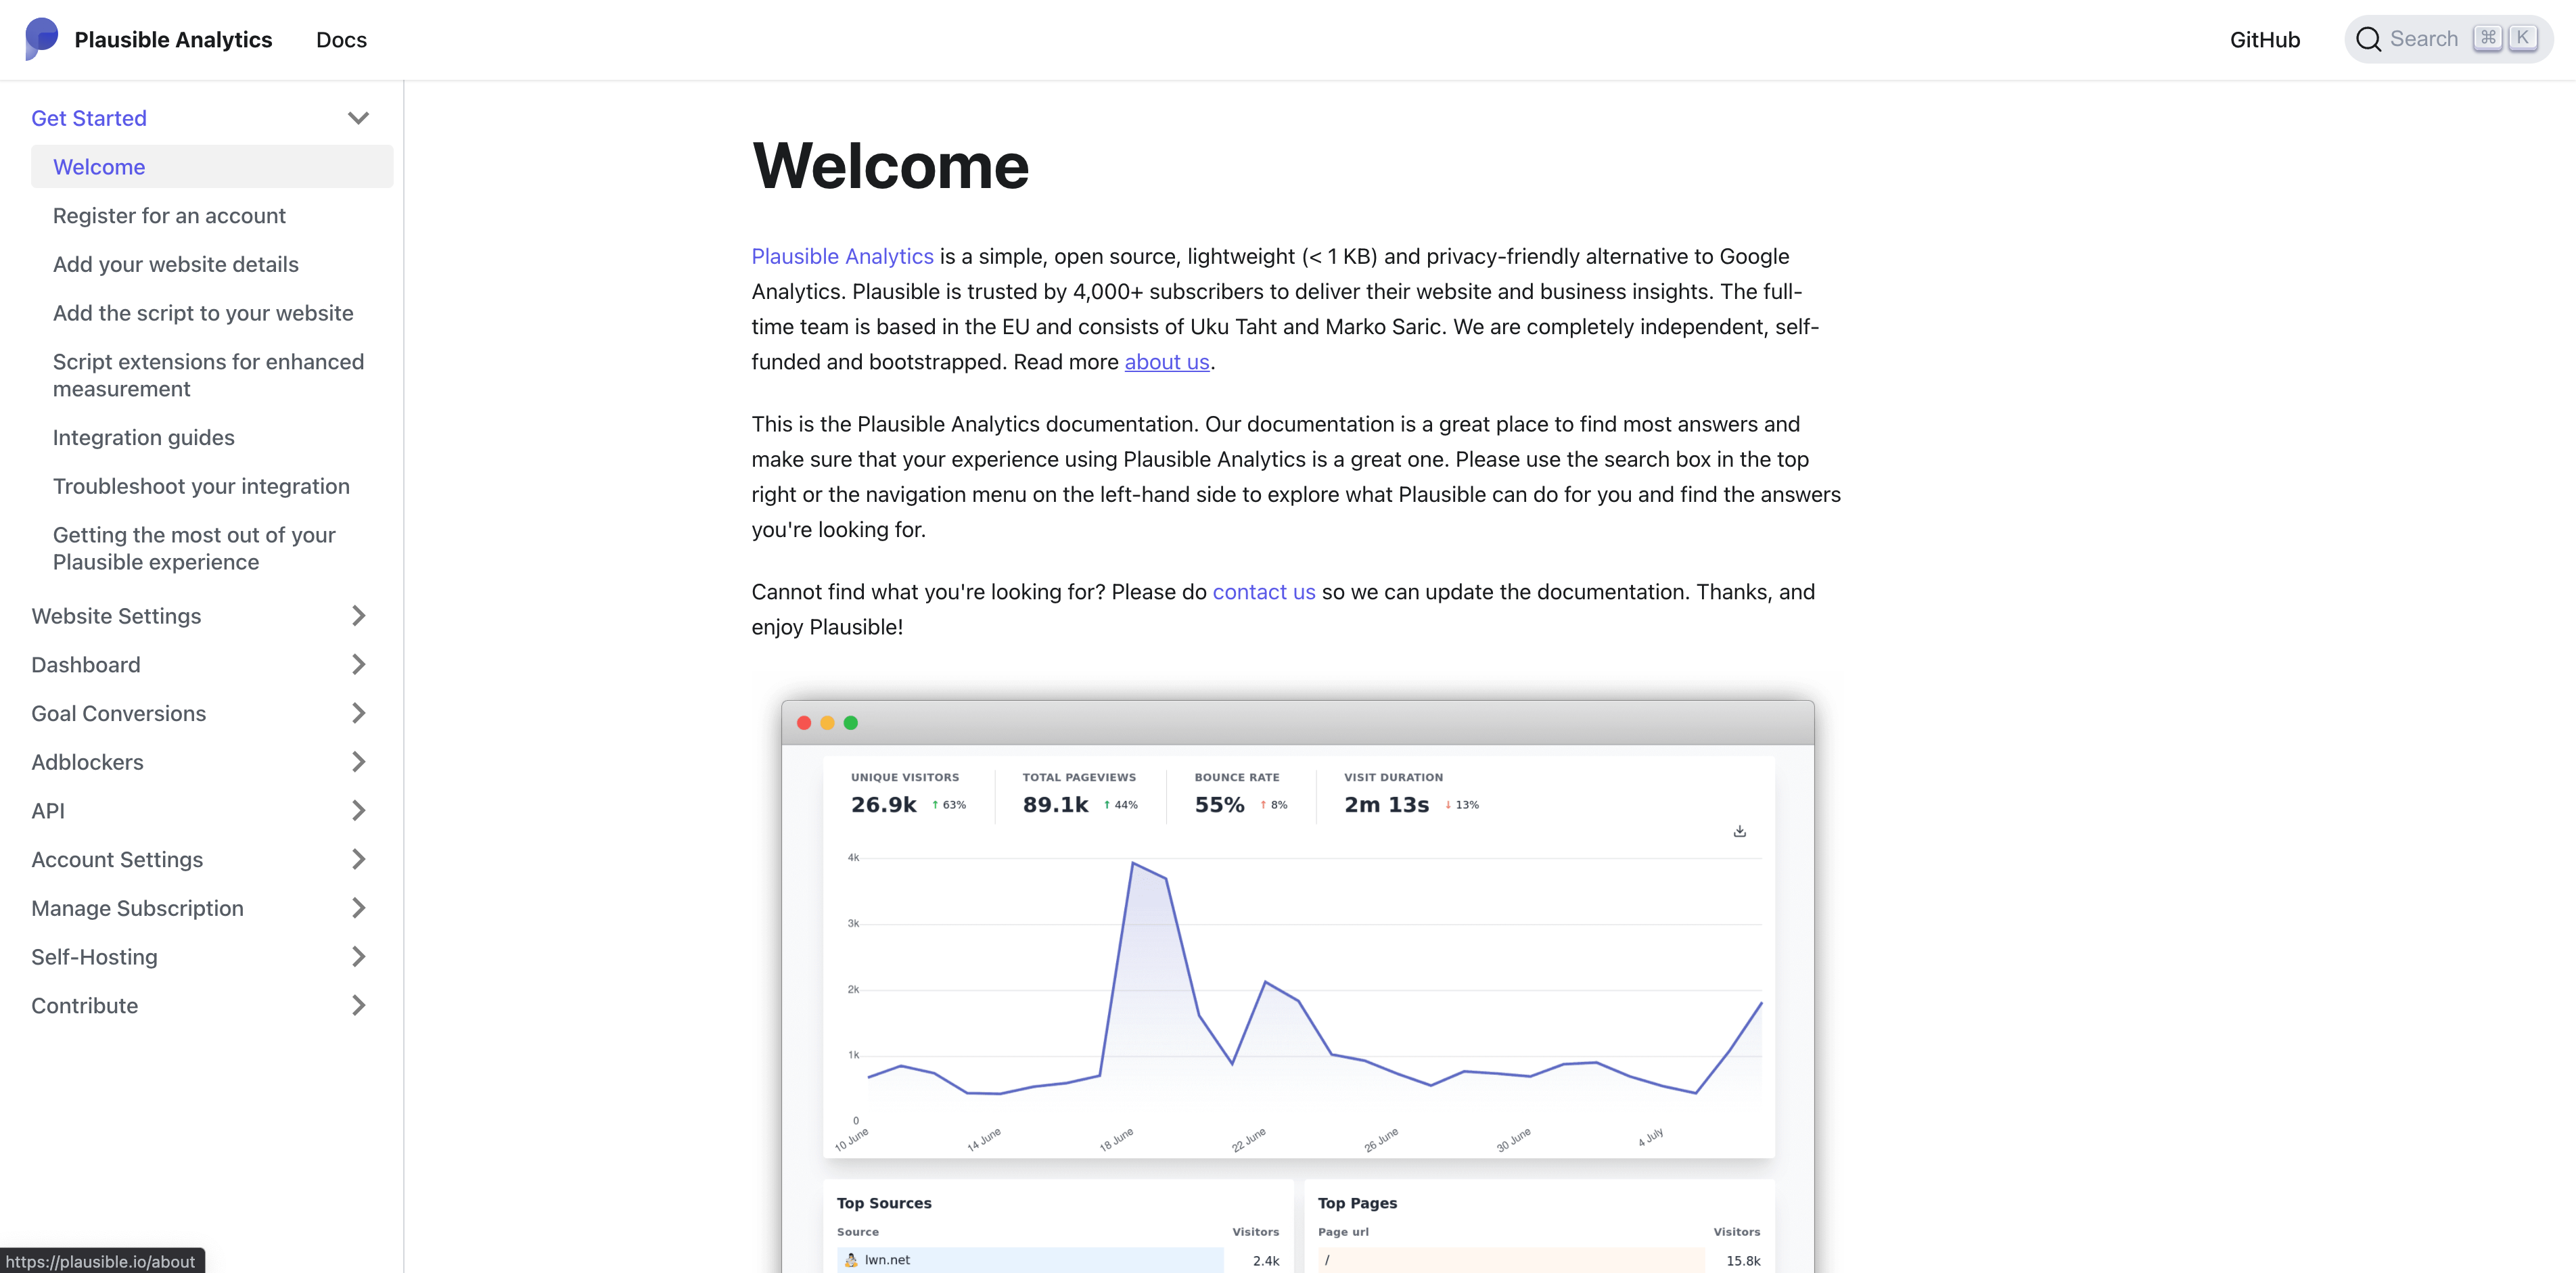 Plausible Analytics
Docs
GitHub
Search ⌘ K
Get Started
Welcome
Register for an account
Add your website details
Add the script to your website
Script extensions for enhanced
measurement
Integration guides
Troubleshoot your integration
Getting the most out of your
Plausible experience
Website Settings
Dashboard
Goal Conversions
Adblockers
API
Account Settings
Manage Subscription
Self-Hosting
Contribute
https://plausible.io/about
Welcome
Plausible Analytics is a simple, open source, lightweight (< 1 KB) and privacy-friendly alternative to Google
Analytics. Plausible is trusted by 4,000+ subscribers to deliver their website and business insights. The full-
time team is based in the EU and consists of Uku Taht and Marko Saric. We are completely independent, self-
funded and bootstrapped. Read more about us.
This is the Plausible Analytics documentation. Our documentation is a great place to find most answers and
make sure that your experience using Plausible Analytics is a great one. Please use the search box in the top
right or the navigation menu on the left-hand side to explore what Plausible can do for you and find the answers
you're looking for.
Cannot find what you're looking for? Please do contact us so we can update the documentation. Thanks, and
enjoy Plausible!
UNIQUE VISITORS
26.9k ↑ 63%
TOTAL PAGEVIEWS
89.1k ↑ 44%
BOUNCE RATE
55% ↑ 8%
VISIT DURATION
2m 13s ↓ 13%
4k
3k
2k
1k
0
10 June
14 June
18 June
22 June
26 June
30 June
4 July
Top Sources
Source Visitors
lwn.net 2.4k
Top Pages
Page url Visitors
/ 15.8k